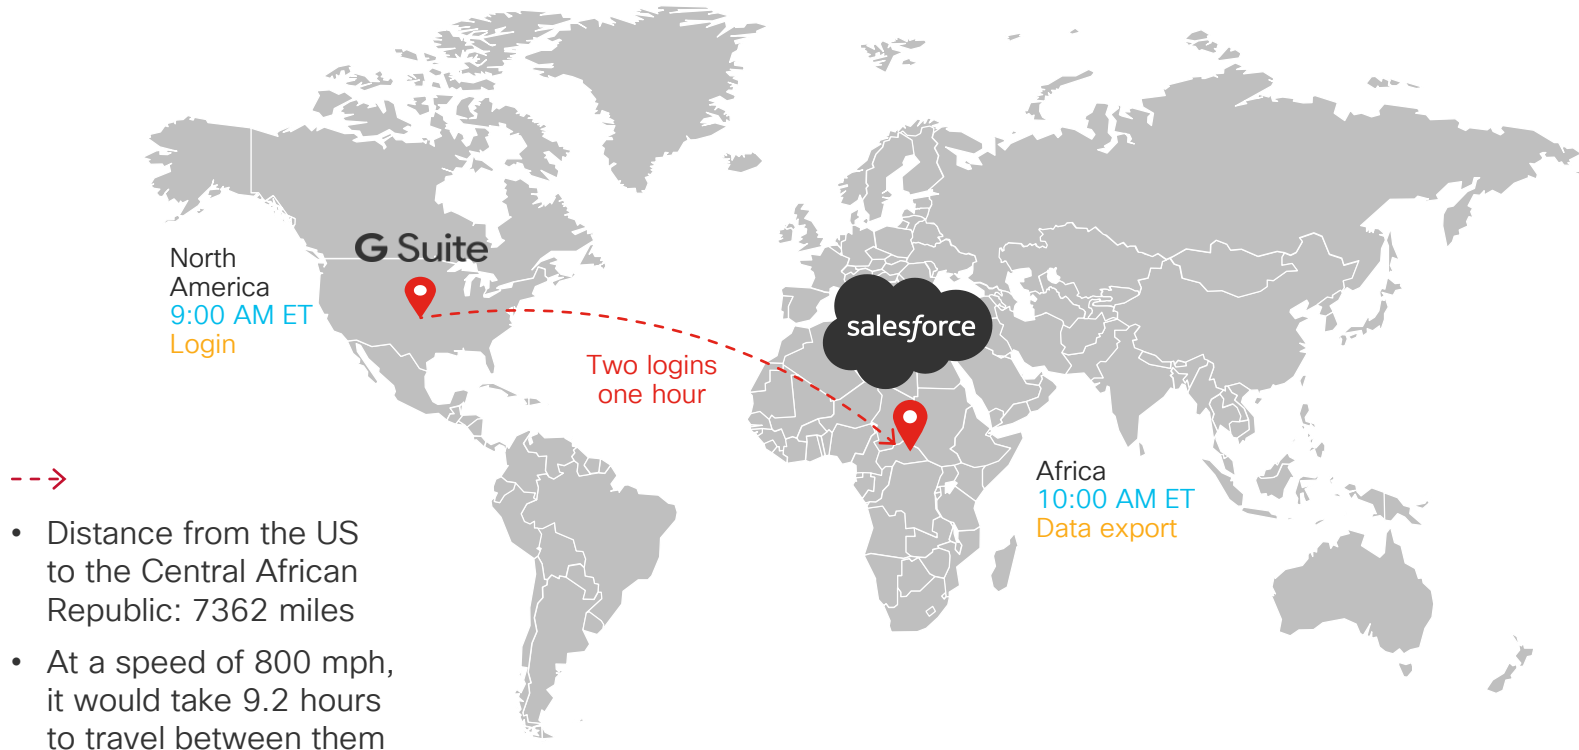 G Suite
North
America
9:00 AM ET
Login
salesforce
Two logins
one hour
Africa
10:00 AM ET
Data export
• Distance from the US
to the Central African
Republic: 7362 miles
• At a speed of 800 mph,
it would take 9.2 hours
to travel between them